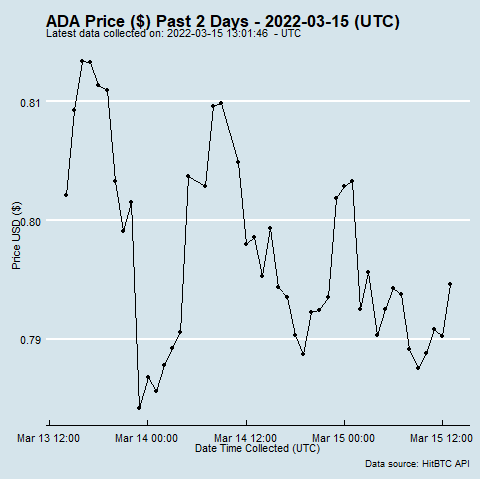 ADA Price ($) Past 2 Days - 2022-03-15 (UTC)
Latest data collected on: 2022-03-15 13:01:46 - UTC
0.81
0.80
0.79
Price USD ($)
Mar 13 12:00 Mar 14 00:00 Mar 14 12:00 Mar 15 00:00 Mar 15 12:00
Date Time Collected (UTC)
Data source: HitBTC API